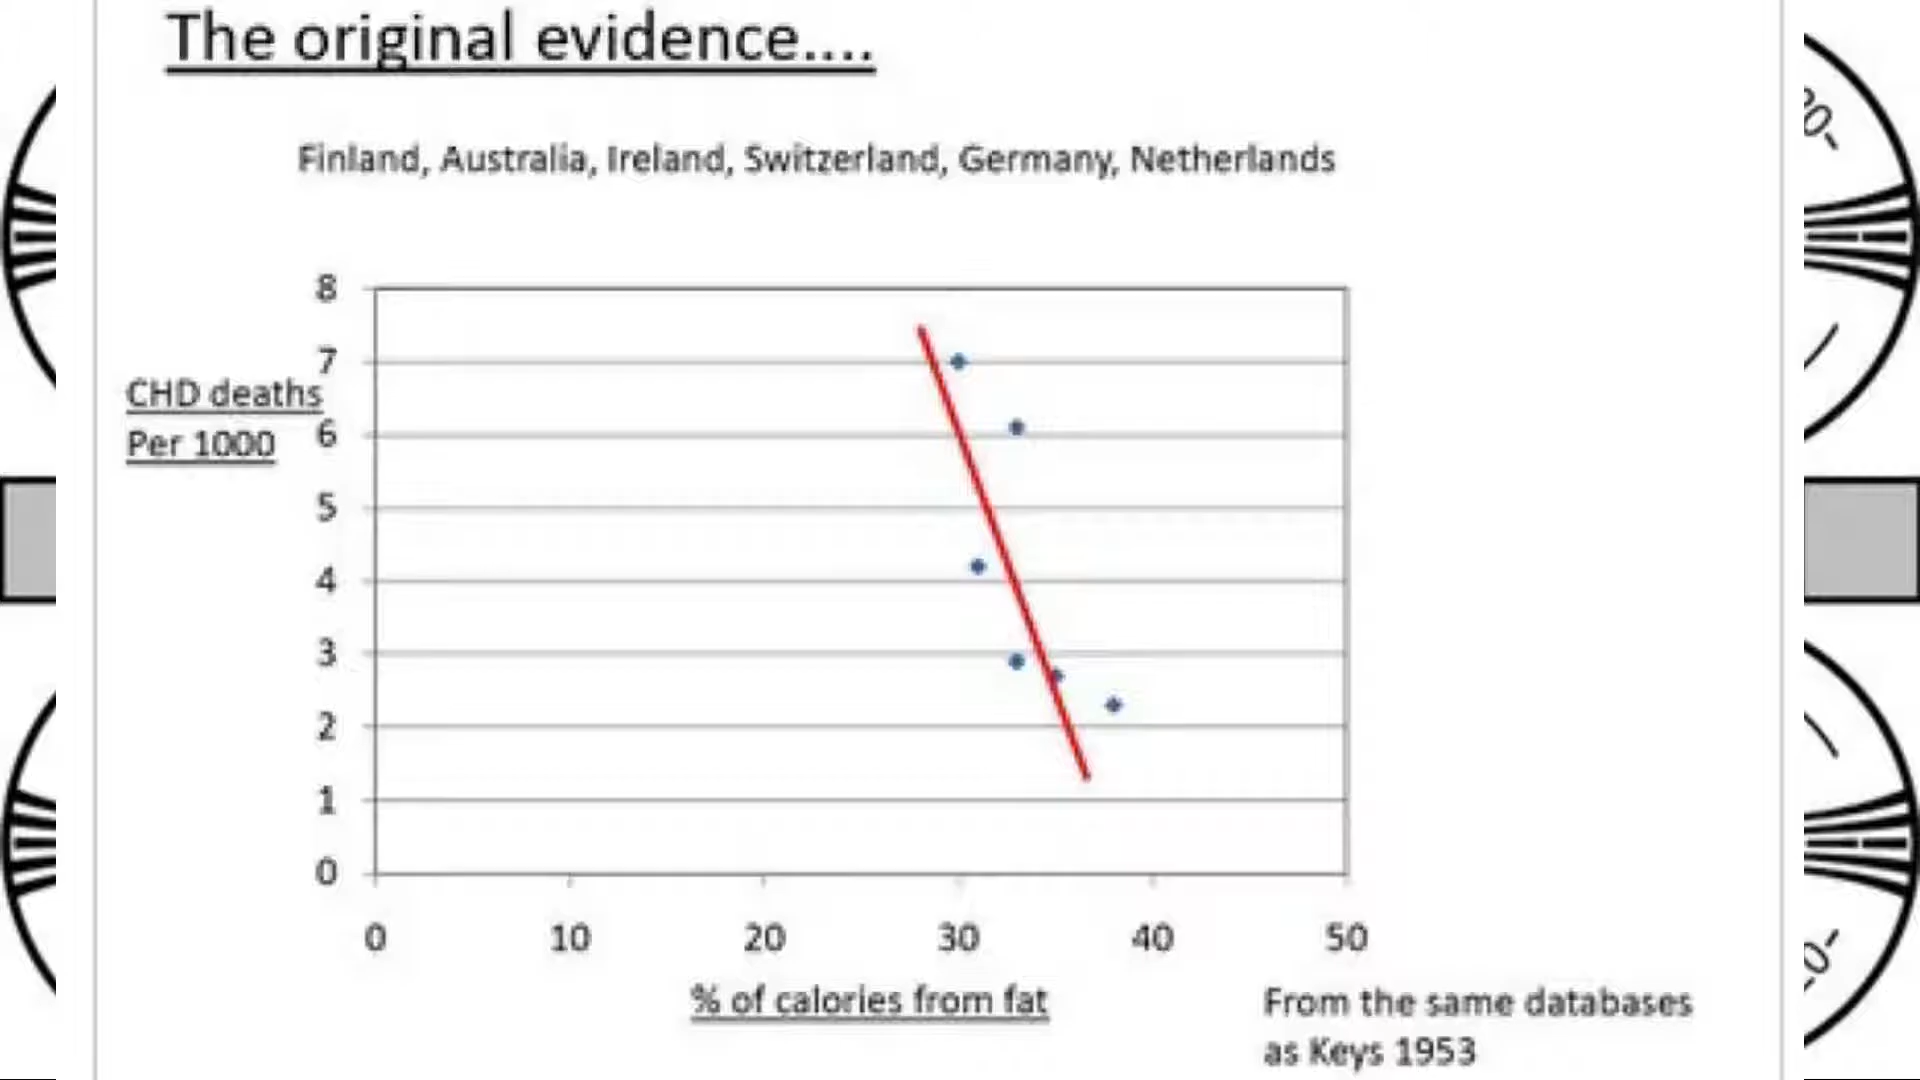 The original evidence....
Finland, Australia, Ireland, Switzerland, Germany, Netherlands
8
7
CHD deaths
6
Per 1000
5
4
3
2
1
0
0 10 20 30 40 50
% of calories from fat
From the same databases
as Keys 1953